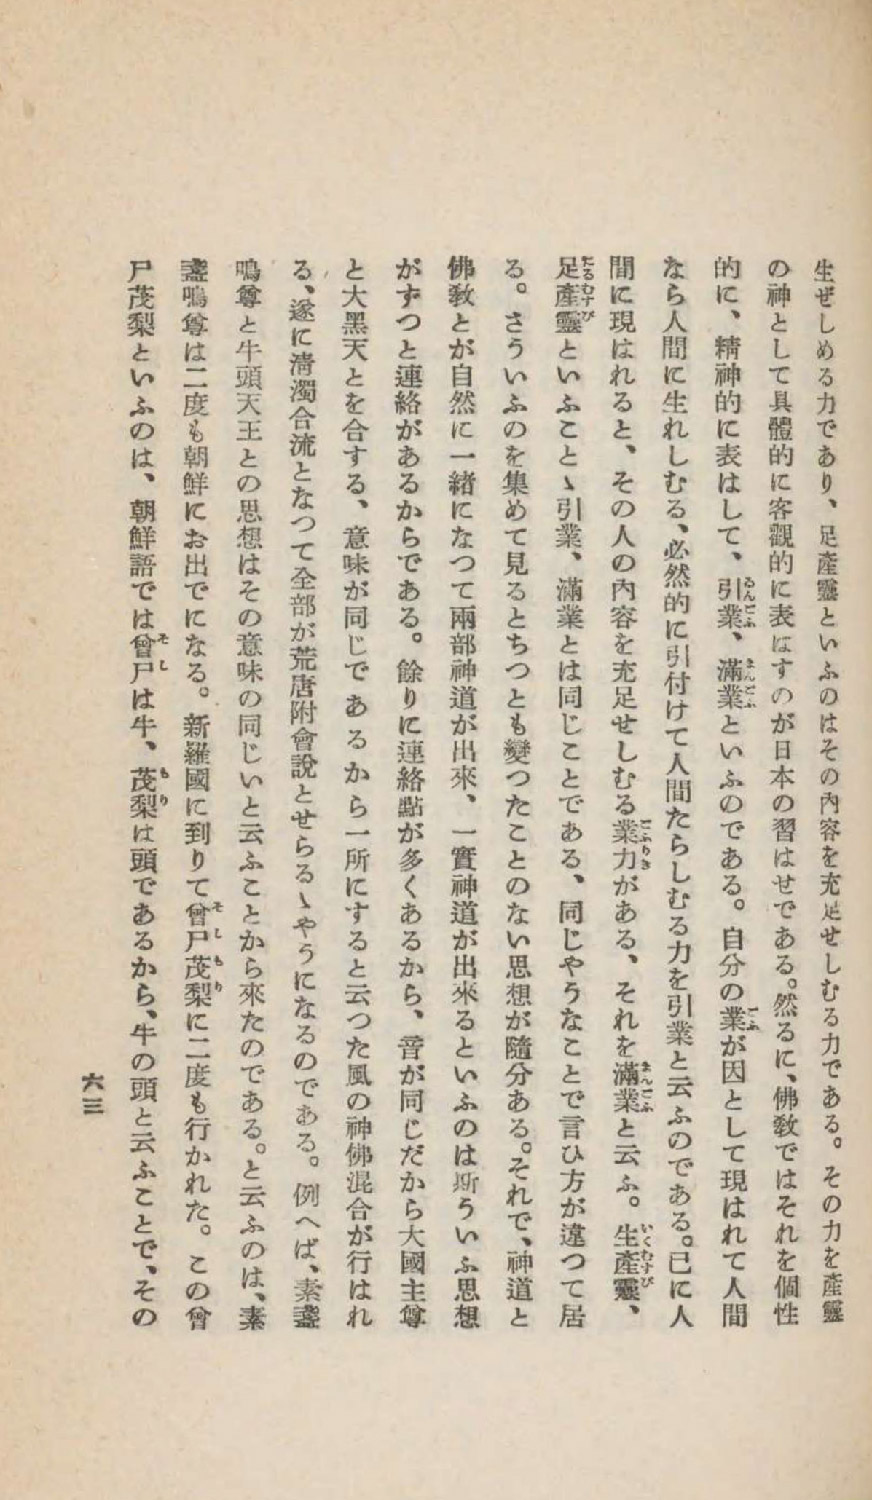 生ぜしめる力であり、足產靈といふのはその內容を充足せしむる力である。その力を產靈
の神として具體的に客觀的に表はすのが日本の習はせである。然るに、佛敎ではそれを個性
的に、精神的に表はして、引業、滿業といふのである。自分の業が因として現はれて人間
なら人間に生れしむる、必然的に引付けて人間たらしむる力を引業と云ふのである。已に人
間に現はれると、その人の內容を充足せしむる業力がある、それを滿業と云ふ。生產靈、
足產靈といふことゝ引業、滿業とは同じことである、同じやうなことで言ひ方が違つて居
る。さういふのを集めて見るとちつとも變つたことのない思想が隨分ある。それで、神道と
佛敎とが自然に一緖になつて兩部神道が出來、一實神道が出來るといふのは斯ういふ思想
がずつと連絡があるからである。餘りに連絡點が多くあるから、音が同じだから大國主尊
と大黑天とを合する、意味が同じであるから一所にすると云つた風の神佛混合が行はれ
る、遂に淸濁合流となつて全部が荒唐附會說とせらるゝやうになるのである。例へば、素盞
嗚尊と牛頭天王との思想はその意味の同じいと云ふことから來たのである。と云ふのは、素
盞嗚尊は二度も朝鮮にお出でになる。新羅國に到りて曾尸茂梨に二度も行かれた。この曾
尸茂梨といふのは、朝鮮語では曾尸は牛、茂梨は頭であるから、牛の頭と云ふことで、その
六三